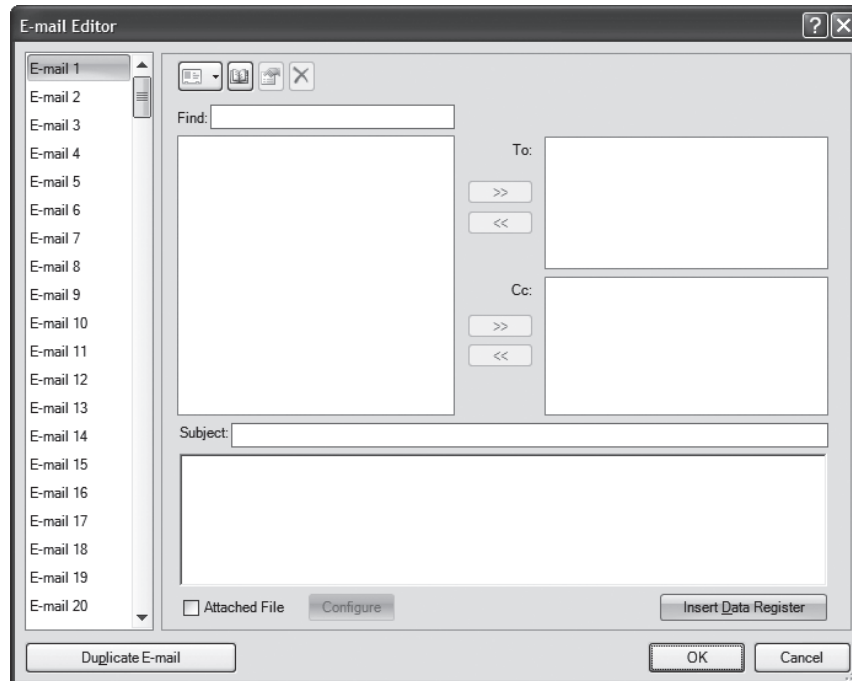 E-mail Editor
E-mail 1
E-mail 2
E-mail 3
E-mail 4
E-mail 5
E-mail 6
E-mail 7
E-mail 8
E-mail 9
E-mail 10
E-mail 11
E-mail 12
E-mail 13
E-mail 14
E-mail 15
E-mail 16
E-mail 17
E-mail 18
E-mail 19
E-mail 20
Find:
To:
>>
<<
Cc:
>>
<<
Subject:
Attached File
Configure
Insert Data Register
Duplicate E-mail
OK
Cancel